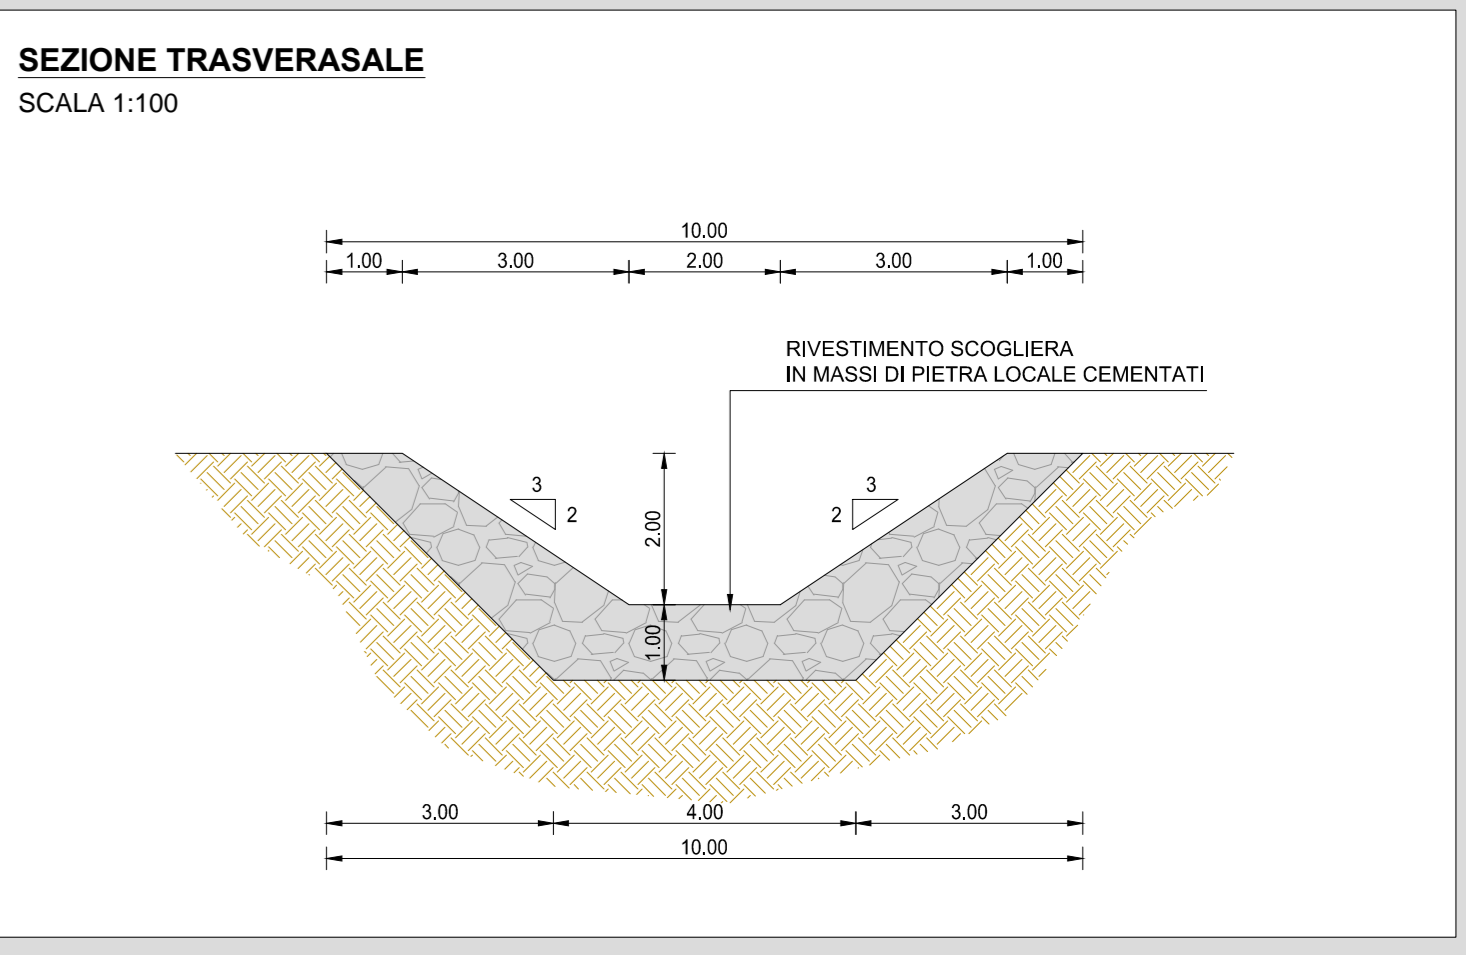 SEZIONE TRASVERASALE
SCALA 1:100
10.00
1.00 3.00 2.00 3.00 1.00
RIVESTIMENTO SCOGLIERA
IN MASSI DI PIETRA LOCALE CEMENTATI
3
2
2.00
3
2
1.00
3.00 4.00 3.00
10.00